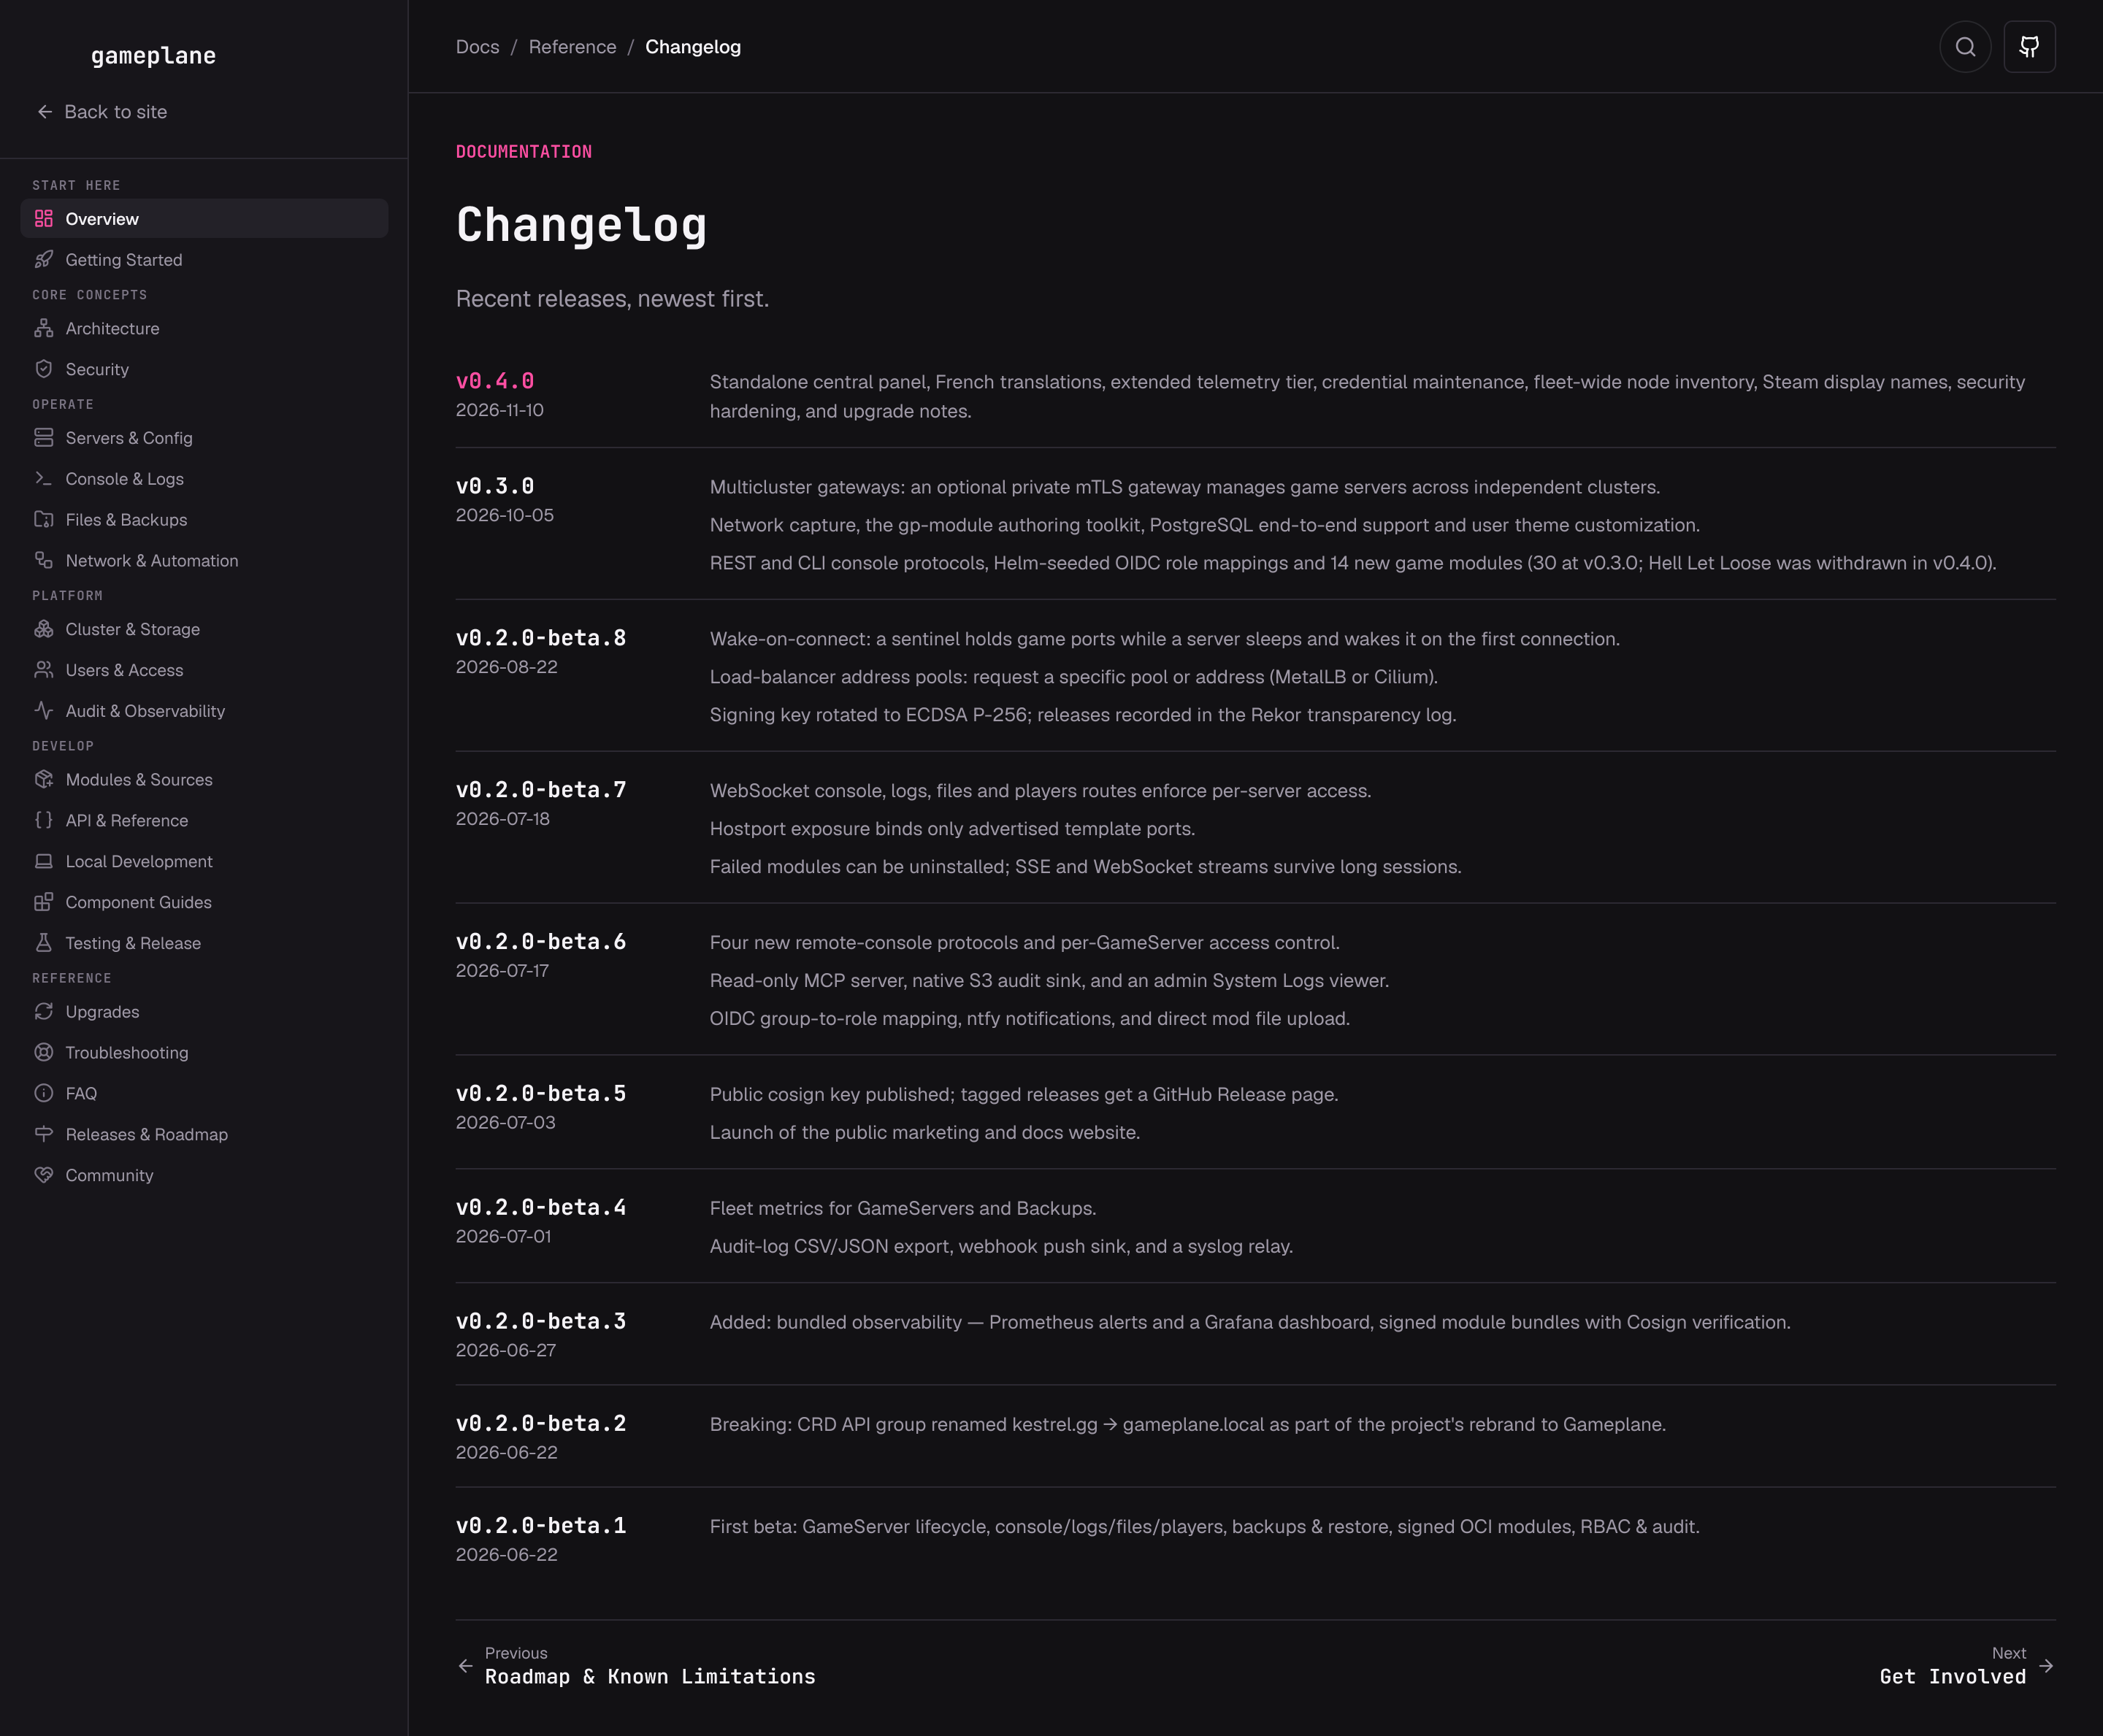 gameplane
Back to site
START HERE
Overview
Getting Started
CORE CONCEPTS
Architecture
Security
OPERATE
Servers & Config
Console & Logs
Files & Backups
Network & Automation
PLATFORM
Cluster & Storage
Users & Access
Audit & Observability
DEVELOP
Modules & Sources
API & Reference
Local Development
Component Guides
Testing & Release
REFERENCE
Upgrades
Troubleshooting
FAQ
Releases & Roadmap
Community
Docs / Reference / Changelog
DOCUMENTATION
Changelog
Recent releases, newest first.
v0.4.0
2026-11-10
Standalone central panel, French translations, extended telemetry tier, credential maintenance, fleet-wide node inventory, Steam display names, security
hardening, and upgrade notes.
v0.3.0
2026-10-05
Multicluster gateways: an optional private mTLS gateway manages game servers across independent clusters.
Network capture, the gp-module authoring toolkit, PostgreSQL end-to-end support and user theme customization.
REST and CLI console protocols, Helm-seeded OIDC role mappings and 14 new game modules (30 at v0.3.0; Hell Let Loose was withdrawn in v0.4.0).
v0.2.0-beta.8
2026-08-22
Wake-on-connect: a sentinel holds game ports while a server sleeps and wakes it on the first connection.
Load-balancer address pools: request a specific pool or address (MetalLB or Cilium).
Signing key rotated to ECDSA P-256; releases recorded in the Rekor transparency log.
v0.2.0-beta.7
2026-07-18
WebSocket console, logs, files and players routes enforce per-server access.
Hostport exposure binds only advertised template ports.
Failed modules can be uninstalled; SSE and WebSocket streams survive long sessions.
v0.2.0-beta.6
2026-07-17
Four new remote-console protocols and per-GameServer access control.
Read-only MCP server, native S3 audit sink, and an admin System Logs viewer.
OIDC group-to-role mapping, ntfy notifications, and direct mod file upload.
v0.2.0-beta.5
2026-07-03
Public cosign key published; tagged releases get a GitHub Release page.
Launch of the public marketing and docs website.
v0.2.0-beta.4
2026-07-01
Fleet metrics for GameServers and Backups.
Audit-log CSV/JSON export, webhook push sink, and a syslog relay.
v0.2.0-beta.3
2026-06-27
Added: bundled observability — Prometheus alerts and a Grafana dashboard, signed module bundles with Cosign verification.
v0.2.0-beta.2
2026-06-22
Breaking: CRD API group renamed kestrel.gg → gameplane.local as part of the project's rebrand to Gameplane.
v0.2.0-beta.1
2026-06-22
First beta: GameServer lifecycle, console/logs/files/players, backups & restore, signed OCI modules, RBAC & audit.
Previous
Roadmap & Known Limitations
Next
Get Involved